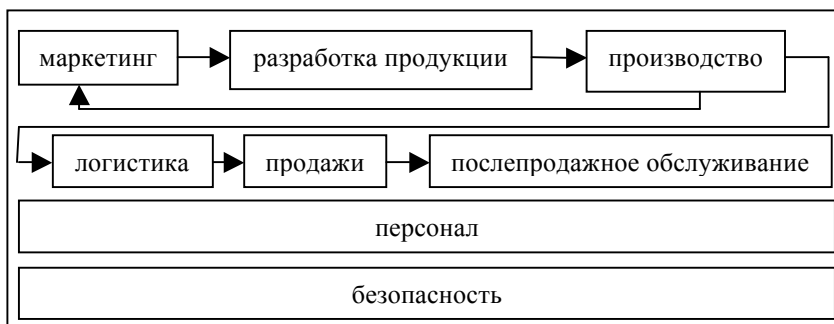 маркетинг разработка продукции производство
логистика продажи послепродажное обслуживание
персонал
безопасность